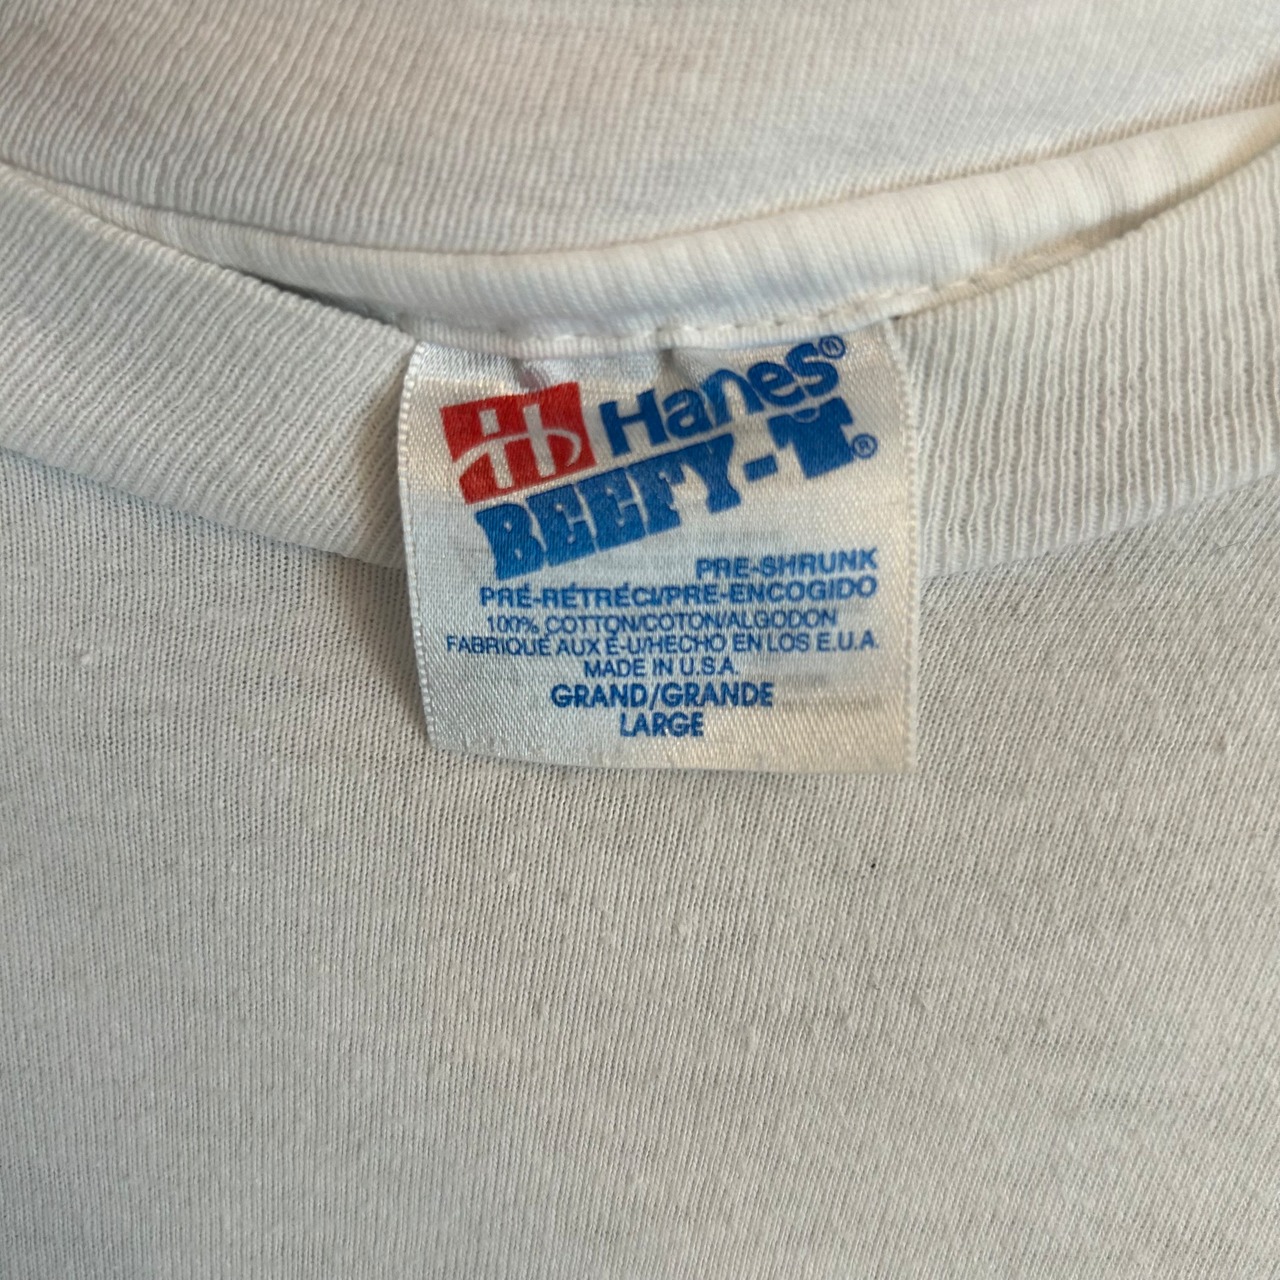 Hanes®
BEEFY-T®
PRE-SHRUNK
PRÉ-RÉTRÉCI/PRE-ENCOGIDO
100% COTTON/COTON/ALGODON
FABRIQUÉ AUX É-U/HECHO EN LOS E.U.A.
MADE IN U.S.A.
GRAND/GRANDE
LARGE